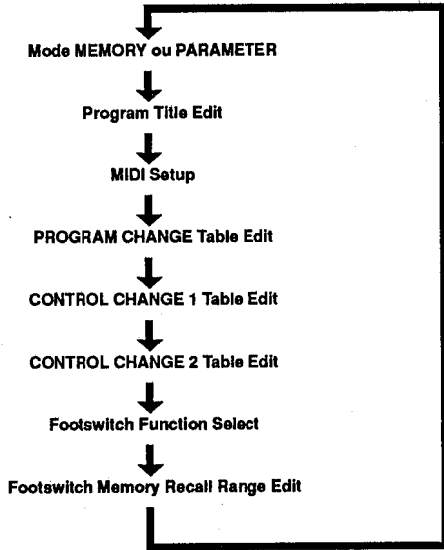 Mode MEMORY ou PARAMETER
Program Title Edit
MIDI Setup
PROGRAM CHANGE Table Edit
CONTROL CHANGE 1 Table Edit
CONTROL CHANGE 2 Table Edit
Footswitch Function Select
Footswitch Memory Recall Range Edit